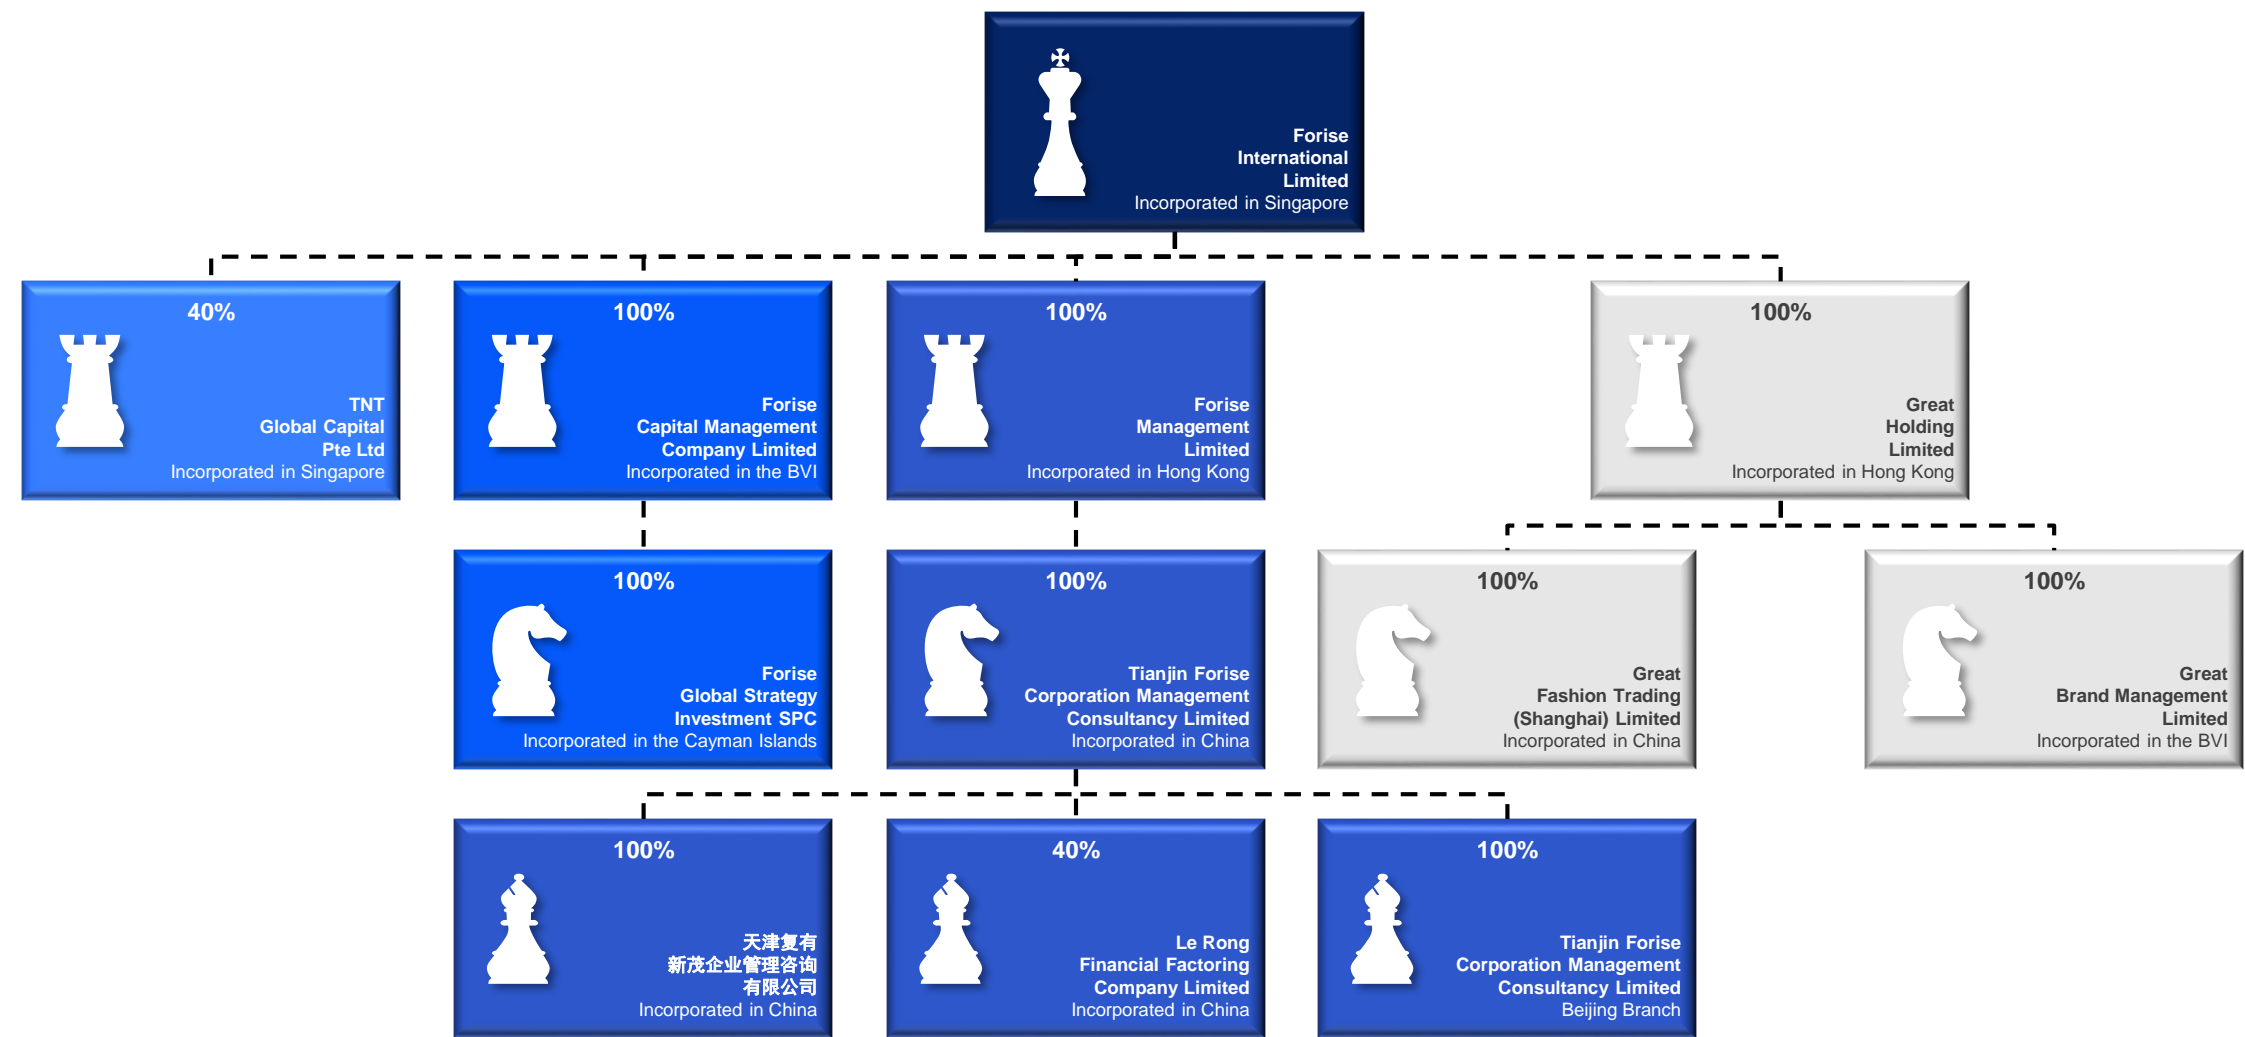 Forise
International
Limited
Incorporated in Singapore
40%
TNT
Global Capital
Pte Ltd
Incorporated in Singapore
100%
Forise
Capital Management
Company Limited
Incorporated in the BVI
100%
Forise
Management
Limited
Incorporated in Hong Kong
100%
Great
Holding
Limited
Incorporated in Hong Kong
100%
Forise
Global Strategy
Investment SPC
Incorporated in the Cayman Islands
100%
Tianjin Forise
Corporation Management
Consultancy Limited
Incorporated in China
100%
Great
Fashion Trading
(Shanghai) Limited
Incorporated in China
100%
Great
Brand Management
Limited
Incorporated in the BVI
100%
天津复有
新茂企业管理咨询
有限公司
Incorporated in China
40%
Le Rong
Financial Factoring
Company Limited
Incorporated in China
100%
Tianjin Forise
Corporation Management
Consultancy Limited
Beijing Branch